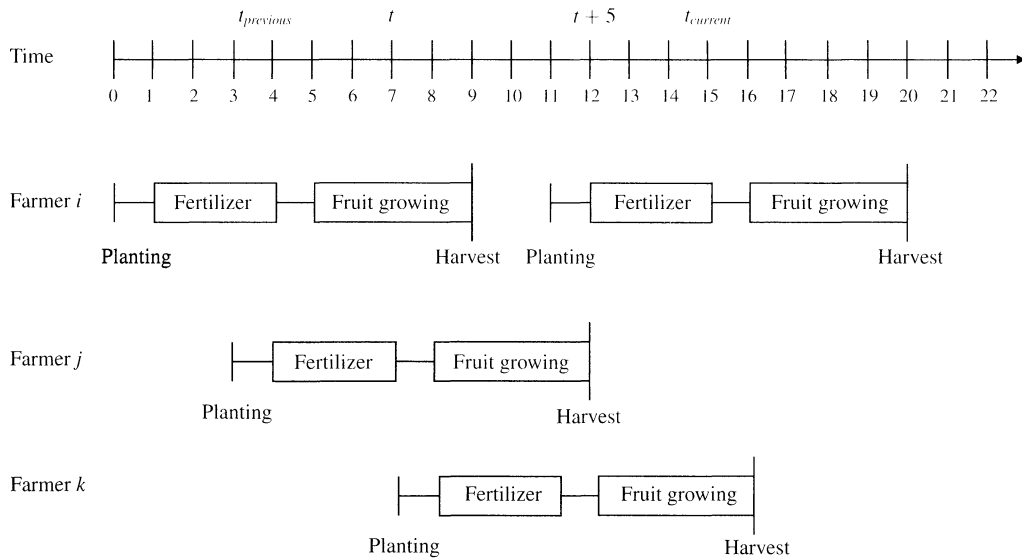 t_previous t t + 5 t_current
Time
0 1 2 3 4 5 6 7 8 9 10 11 12 13 14 15 16 17 18 19 20 21 22
Farmer i Fertilizer Fruit growing Fertilizer Fruit growing
Planting Harvest Planting Harvest
Farmer j Fertilizer Fruit growing
Planting Harvest
Farmer k Fertilizer Fruit growing
Planting Harvest